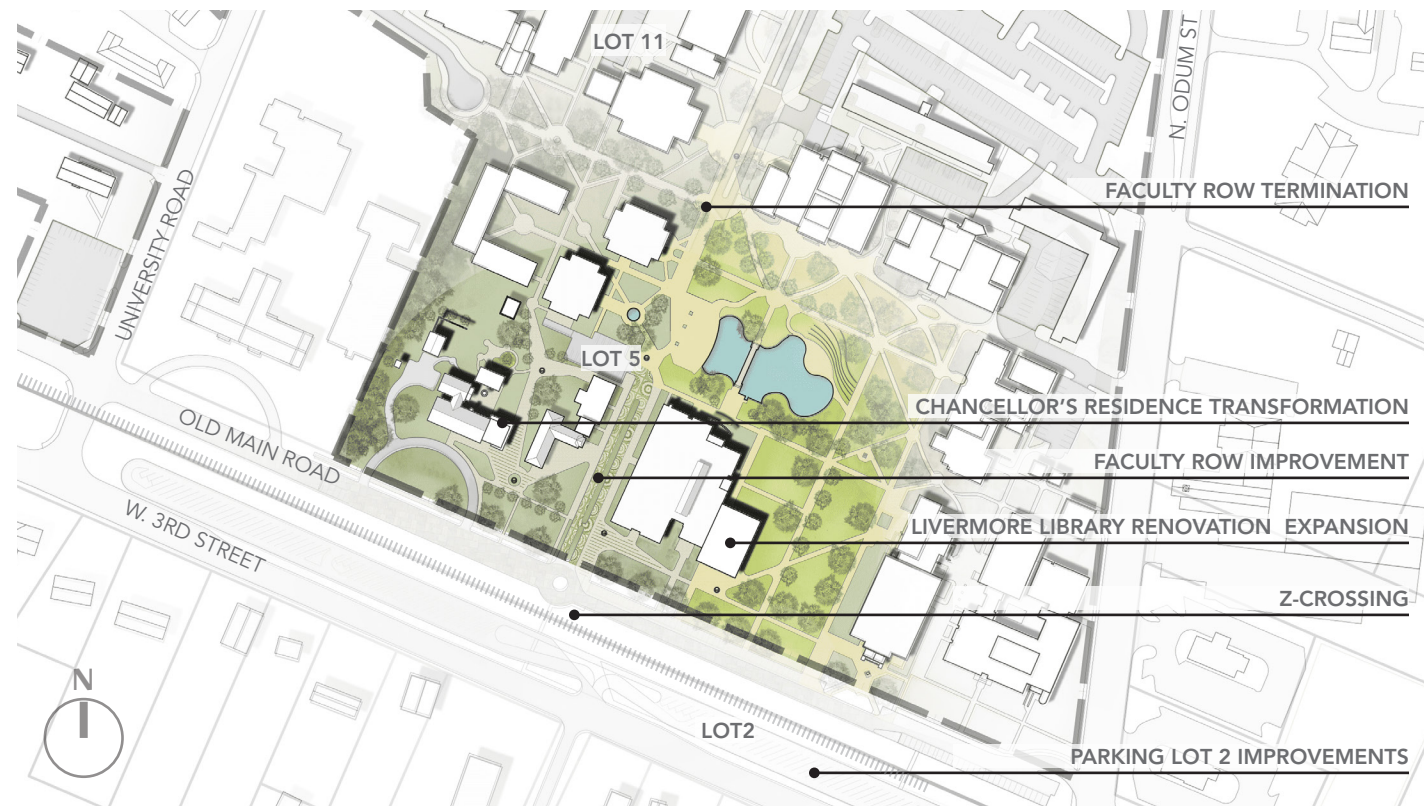 LOT 11
N. ODUM ST
FACULTY ROW TERMINATION
UNIVERSITY ROAD
LOT 5
CHANCELLOR'S RESIDENCE TRANSFORMATION
OLD MAIN ROAD
FACULTY ROW IMPROVEMENT
W. 3RD STREET
LIVERMORE LIBRARY RENOVATION EXPANSION
Z-CROSSING
N
LOT2
PARKING LOT 2 IMPROVEMENTS